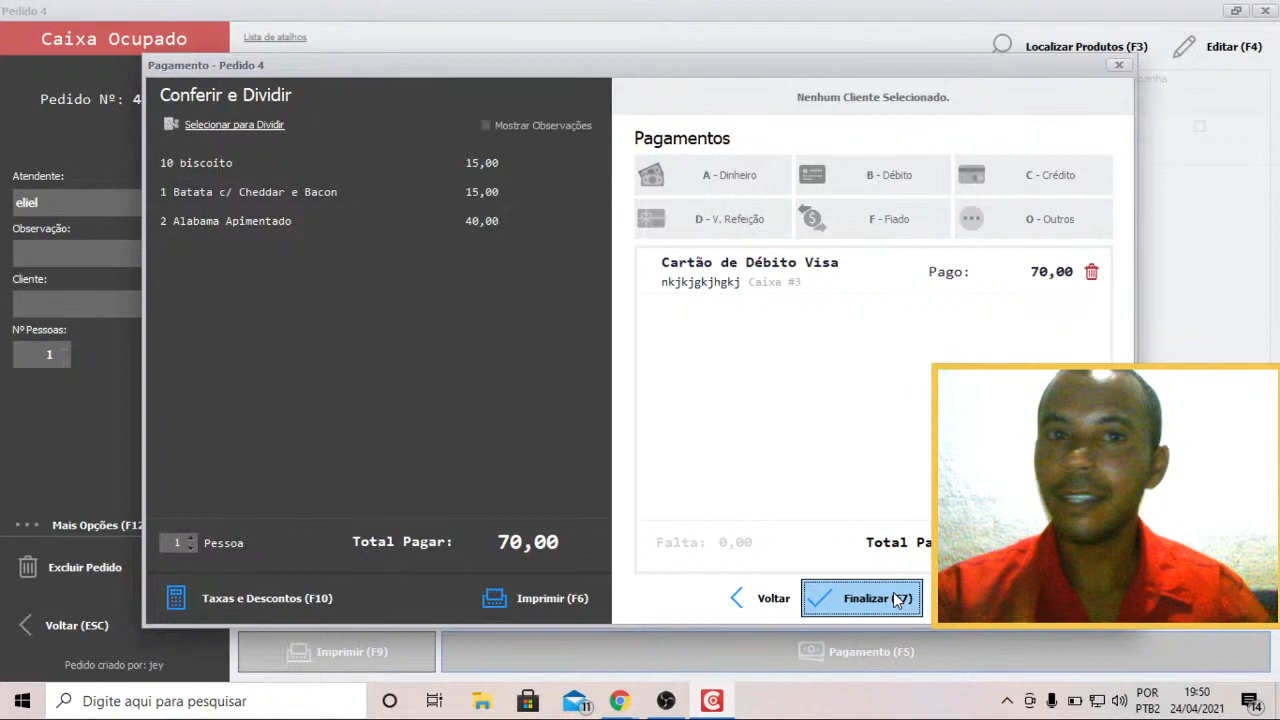 Pedido 4
Caixa Ocupado
Lista de atalhos
Localizar Produtos (F3)
Editar (F4)
Pedido Nº: 4
Atendente:
eliel
Observação:
Cliente:
Nº Pessoas:
1
Mais Opções (F12
Excluir Pedido
Voltar (ESC)
Pedido criado por: jey
Pagamento - Pedido 4
Conferir e Dividir
Selecionar para Dividir
Mostrar Observações
10 biscoito 15,00
1 Batata c/ Cheddar e Bacon 15,00
2 Alabama Apimentado 40,00
1 Pessoa
Total Pagar: 70,00
Taxas e Descontos (F10)
Imprimir (F6)
Nenhum Cliente Selecionado.
Pagamentos
A - Dinheiro
B - Débito
C - Crédito
D - V. Refeição
F - Fiado
O - Outros
Cartão de Débito Visa
nkjkjgkjhgkj Caixa #3
Pago: 70,00
Falta: 0,00
Total Pa
Voltar
Finalizar
Imprimir (F9)
Pagamento (F5)
Digite aqui para pesquisar
11
POR
PTB2
19:50
24/04/2021
14